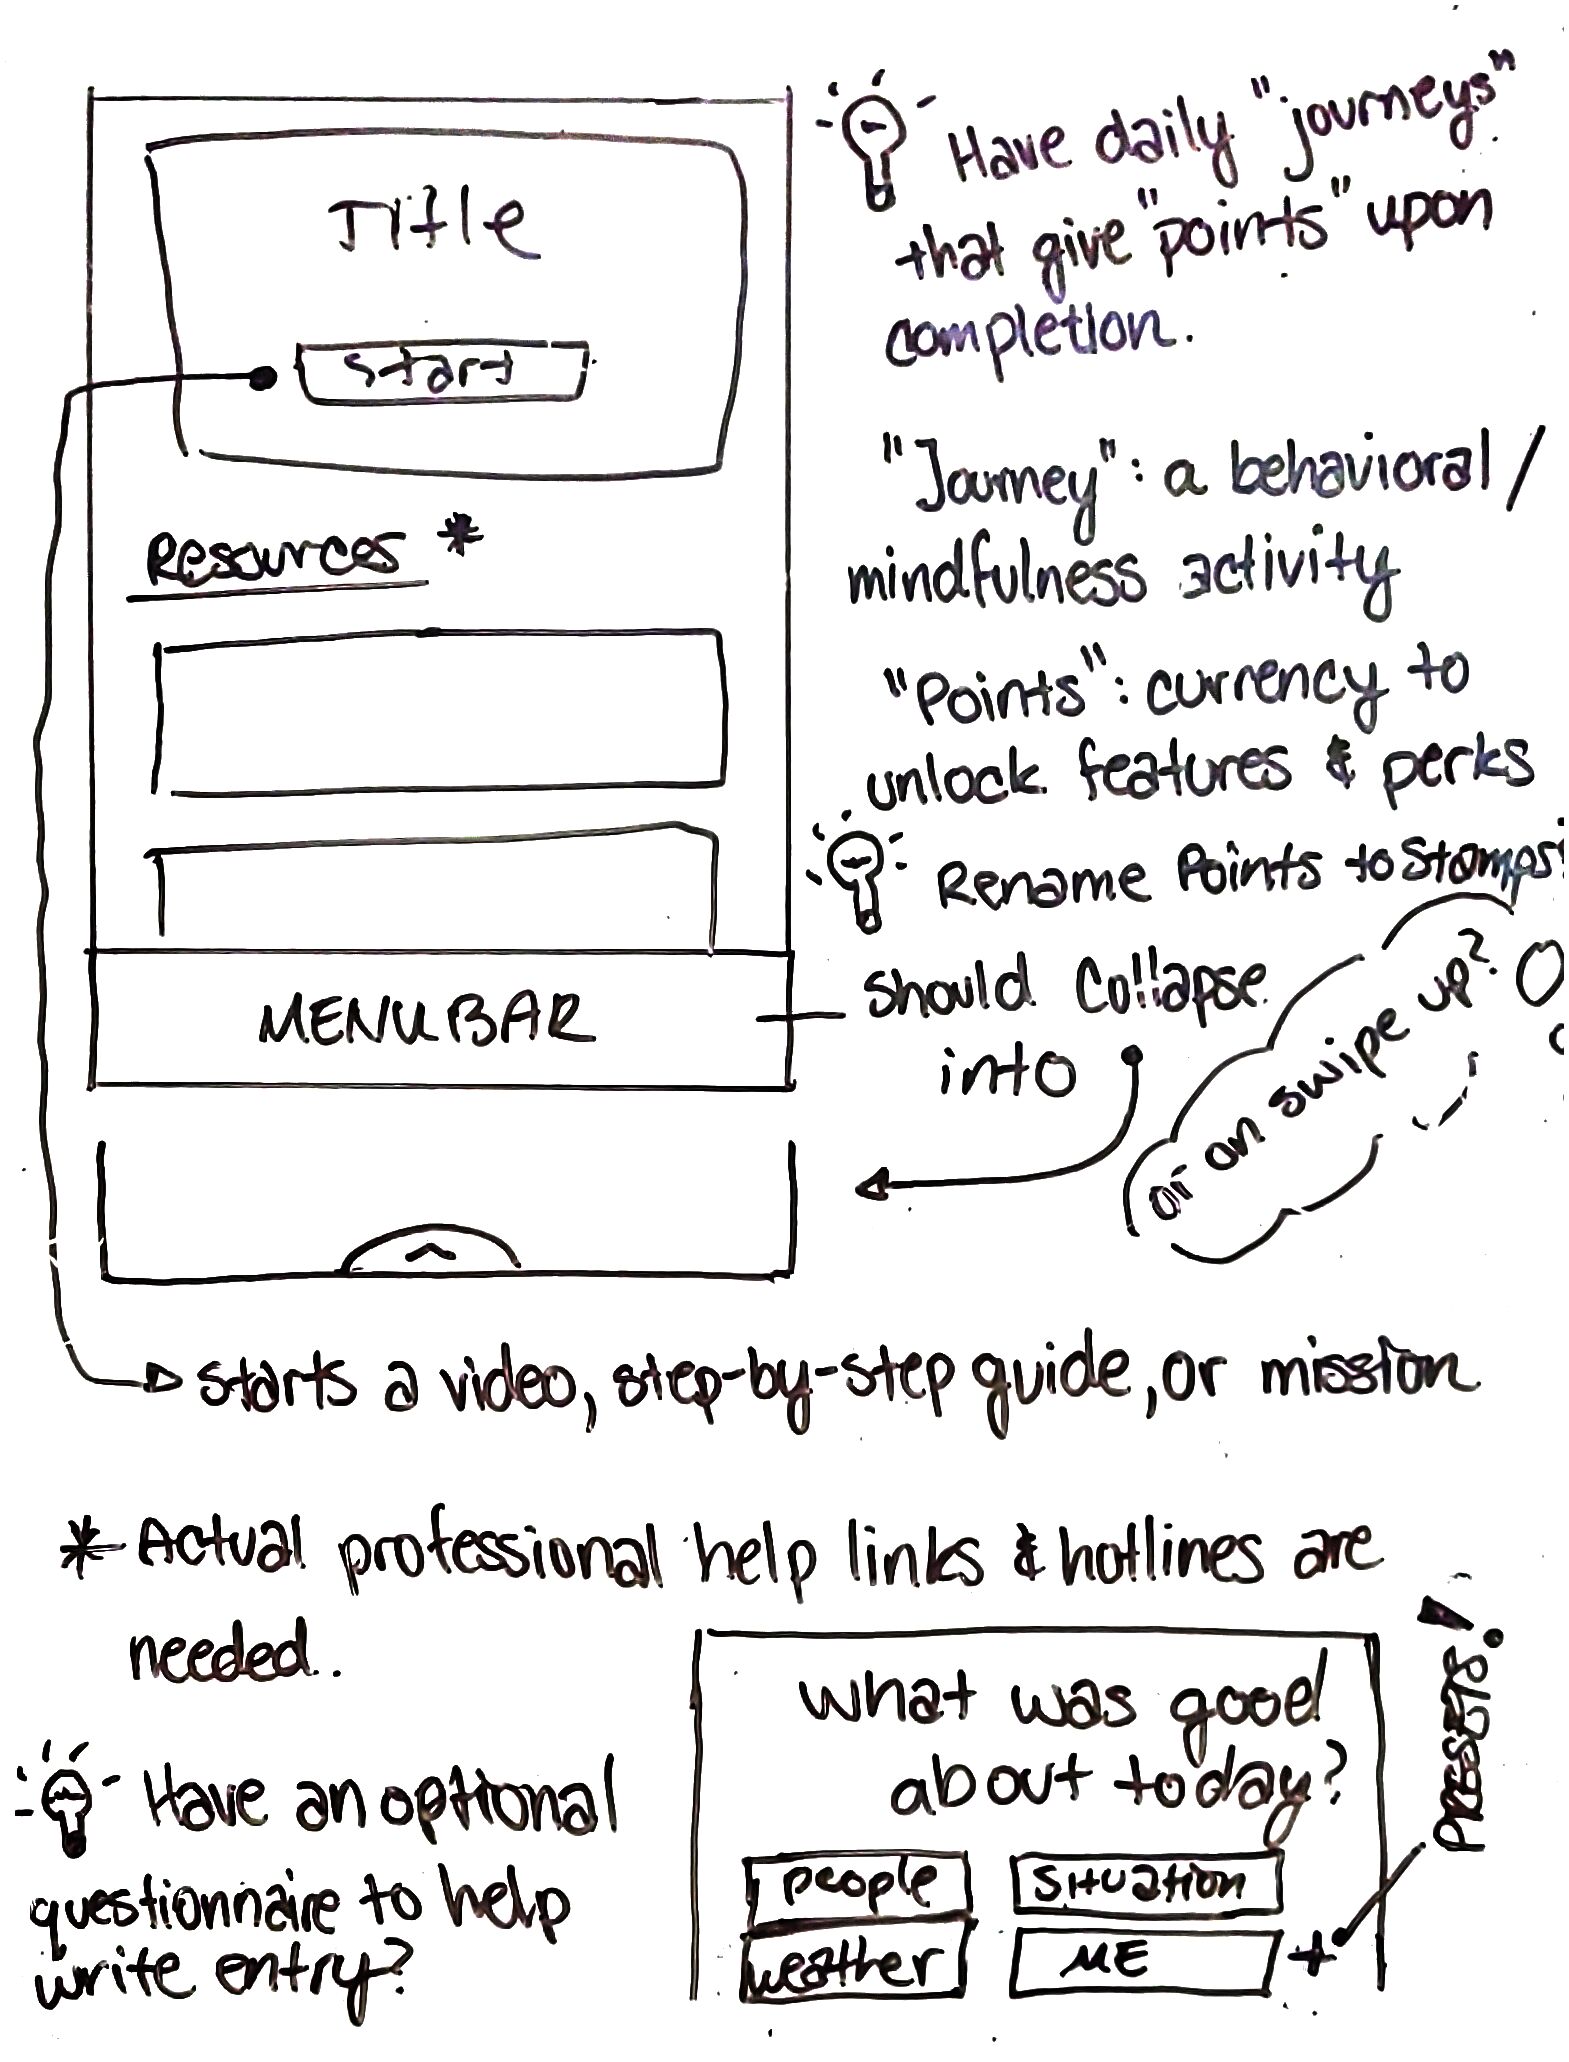 Title
Start
Resources *
MENU BAR
Have daily "journeys"
that give "points" upon
completion.
"Journey": a behavioral/
mindfulness activity
"Points": currency to
unlock features & perks
Rename Points to Stamps!
should collapse
into
or on swipe up?
starts a video, step-by-step guide, or mission
* Actual professional help links & hotlines are
needed.
Have an optional
questionnaire to help
write entry?
What was good
about today?
people
situation
weather
ME
+
PRESETS!